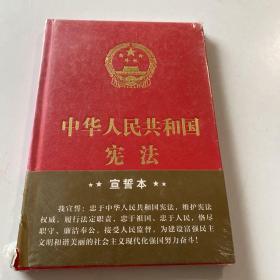 中华人民共和国
宪法
宣誓本
我宣誓：忠于中华人民共和国宪法，维护宪法
权威，履行法定职责，忠于祖国、忠于人民，恪尽
职守、廉洁奉公，接受人民监督，为建设富强民主
文明和谐美丽的社会主义现代化强国努力奋斗！